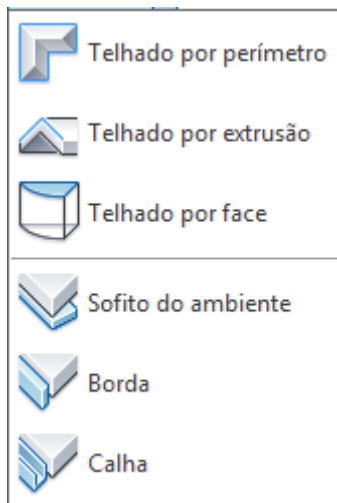 Telhado por perímetro
Telhado por extrusão
Telhado por face
Sofito do ambiente
Borda
Calha